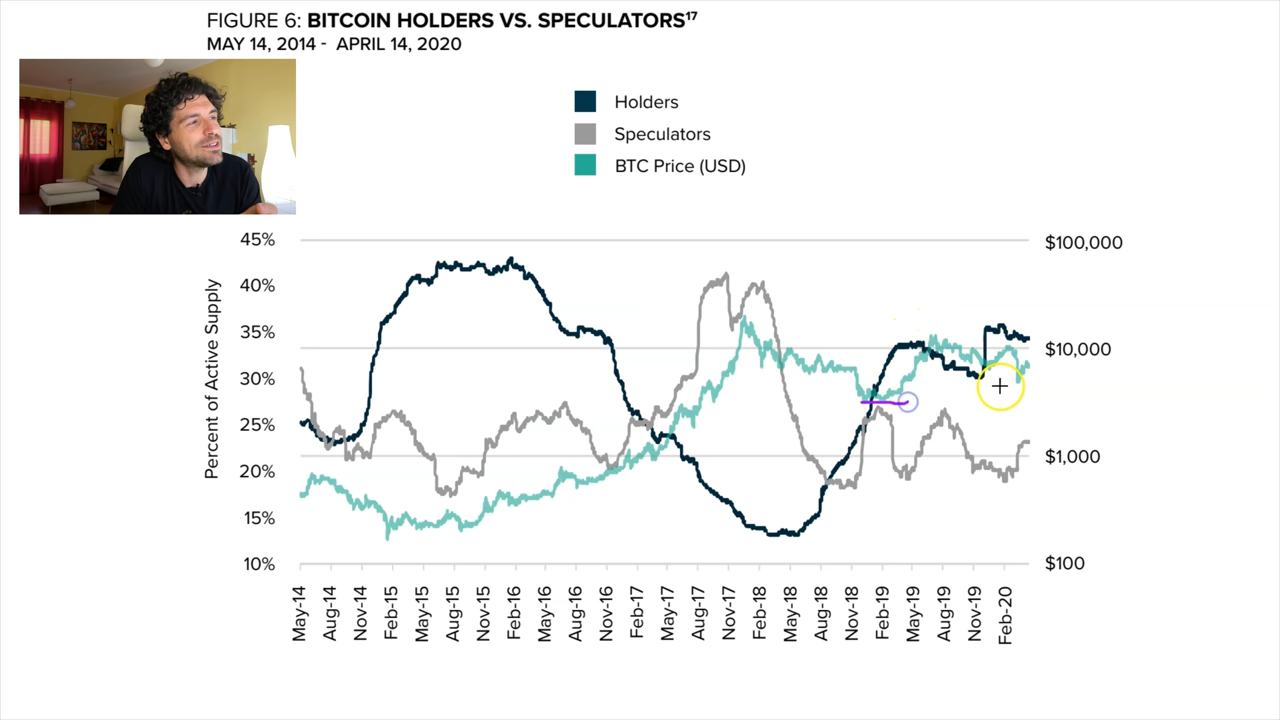 FIGURE 6: BITCOIN HOLDERS VS. SPECULATORS¹⁷
MAY 14, 2014 - APRIL 14, 2020
Holders
Speculators
BTC Price (USD)
Percent of Active Supply
45%
40%
35%
30%
25%
20%
15%
10%
$100,000
$10,000
$1,000
$100
May-14
Aug-14
Nov-14
Feb-15
May-15
Aug-15
Nov-15
Feb-16
May-16
Aug-16
Nov-16
Feb-17
May-17
Aug-17
Nov-17
Feb-18
May-18
Aug-18
Nov-18
Feb-19
May-19
Aug-19
Nov-19
Feb-20